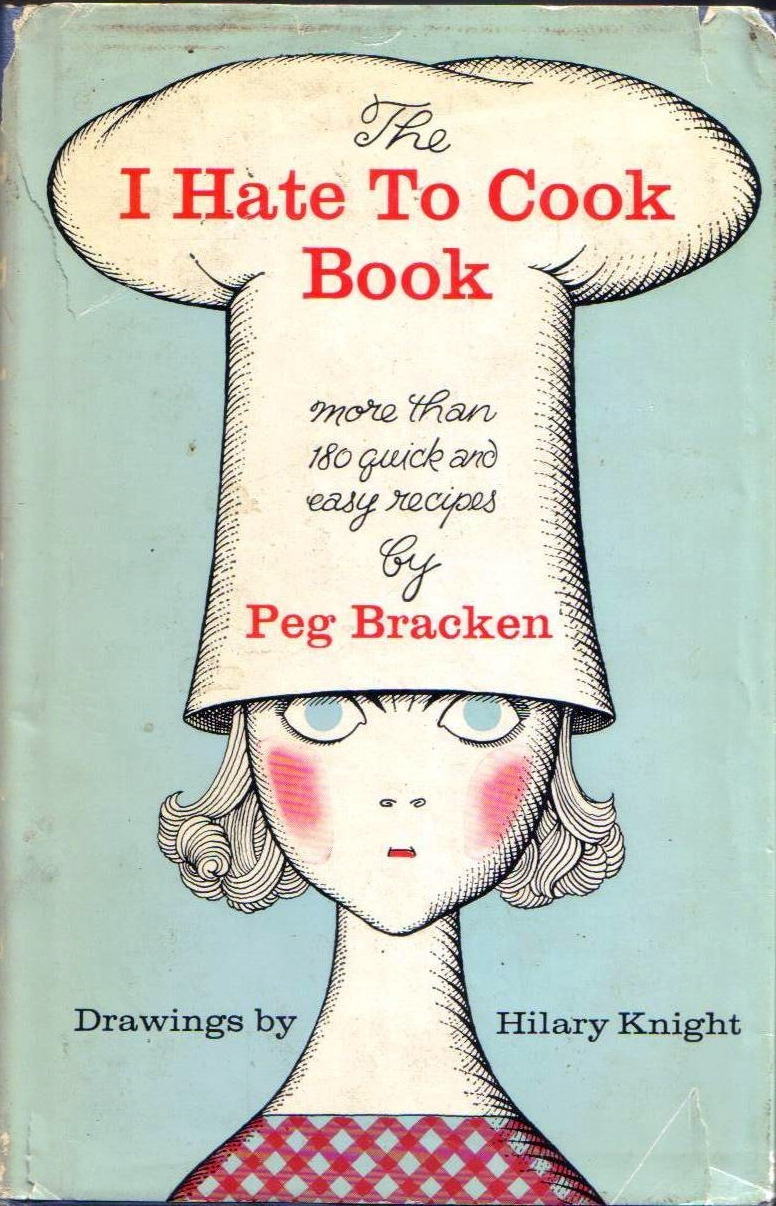 The
I Hate To Cook
Book
more than
180 quick and
easy recipes
by
Peg Bracken
Drawings by Hilary Knight